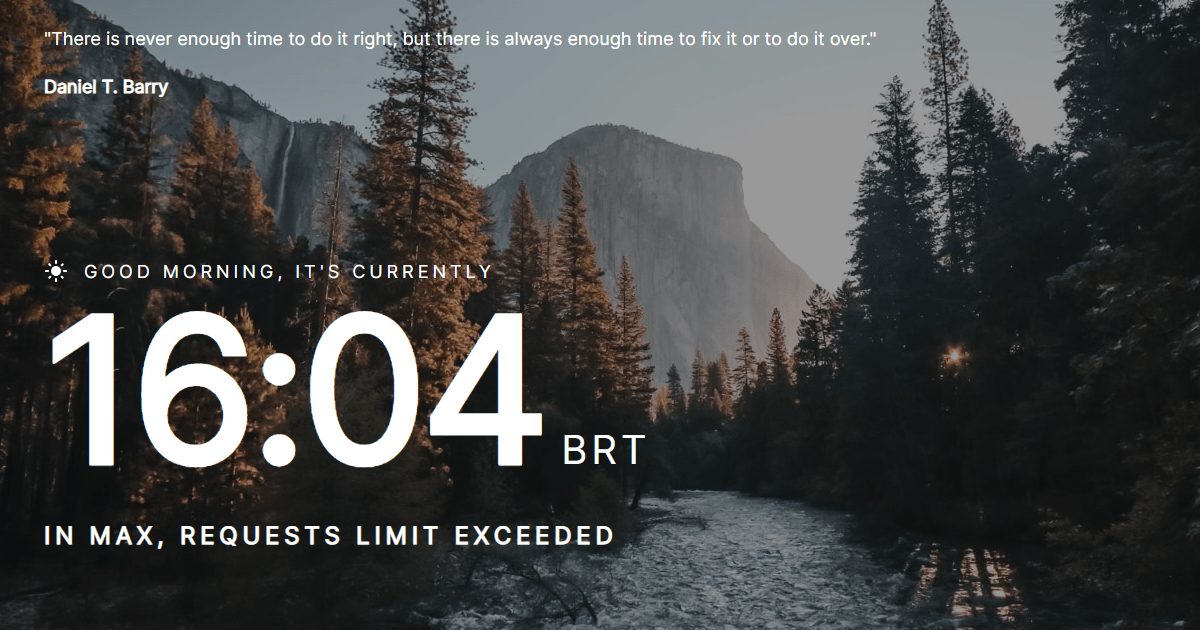 "There is never enough time to do it right, but there is always enough time to fix it or to do it over."
Daniel T. Barry
GOOD MORNING, IT'S CURRENTLY
16:04 BRT
IN MAX, REQUESTS LIMIT EXCEEDED